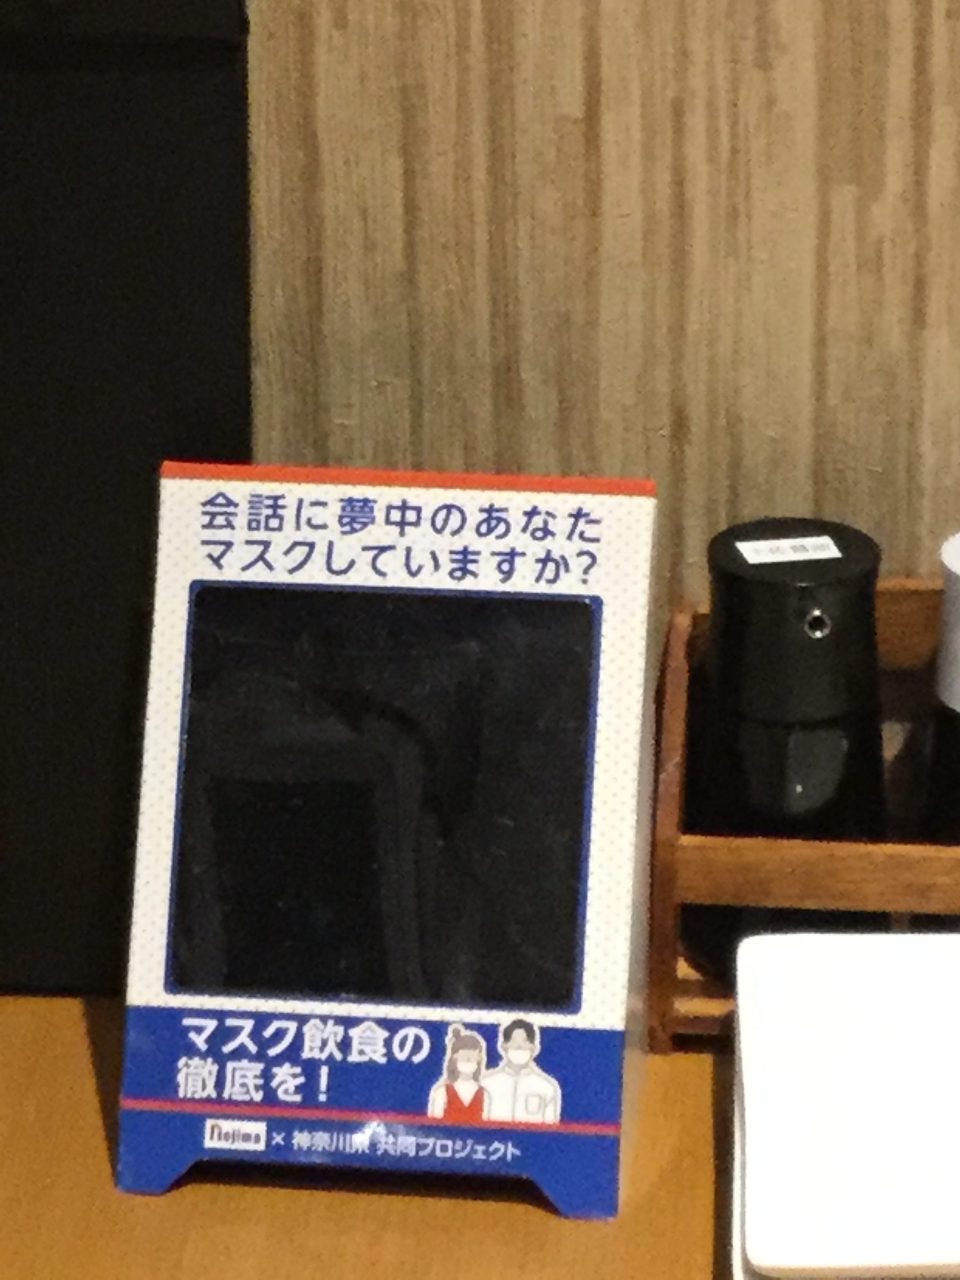 会話に夢中のあなた
マスクしていますか?
マスク飲食の
徹底を!
nojima × 神奈川県 共同プロジェクト